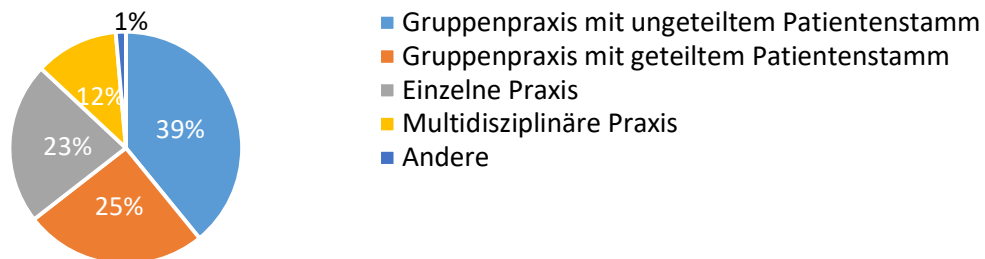 1%
12%
39%
23%
25%
Gruppenpraxis mit ungeteiltem Patientenstamm
Gruppenpraxis mit geteiltem Patientenstamm
Einzelne Praxis
Multidisziplinäre Praxis
Andere